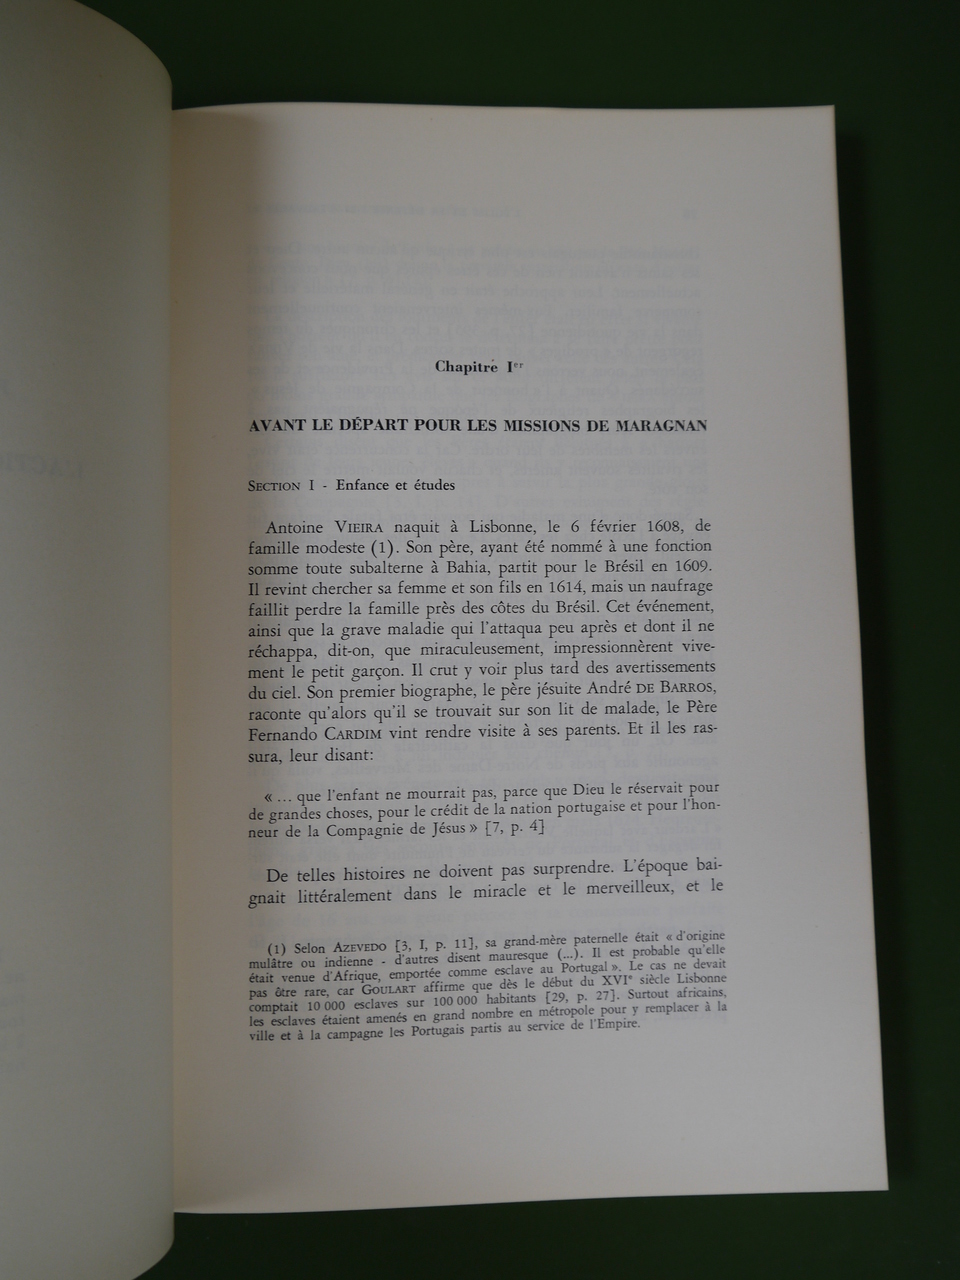 Chapitre Ier
AVANT LE DÉPART POUR LES MISSIONS DE MARAGNAN
SECTION I - Enfance et études
Antoine VIEIRA naquit à Lisbonne, le 6 février 1608, de
famille modeste (1). Son père, ayant été nommé à une fonction
somme toute subalterne à Bahia, partit pour le Brésil en 1609.
Il revint chercher sa femme et son fils en 1614, mais un naufrage
faillit perdre la famille près des côtes du Brésil. Cet événement,
ainsi que la grave maladie qui l'attaqua peu après et dont il ne
réchappa, dit-on, que miraculeusement, impressionnèrent vive-
ment le petit garçon. Il crut y voir plus tard des avertissements
du ciel. Son premier biographe, le père jésuite André DE BARROS,
raconte qu'alors qu'il se trouvait sur son lit de malade, le Père
Fernando CARDIM vint rendre visite à ses parents. Et il les ras-
sura, leur disant:
« ... que l'enfant ne mourrait pas, parce que Dieu le réservait pour
de grandes choses, pour le crédit de la nation portugaise et pour l'hon-
neur de la Compagnie de Jésus » [7, p. 4]
De telles histoires ne doivent pas surprendre. L'époque bai-
gnait littéralement dans le miracle et le merveilleux, et le
(1) Selon AZEVEDO [3, I, p. 11], sa grand-mère paternelle était « d'origine
mulâtre ou indienne - d'autres disent mauresque (...). Il est probable qu'elle
était venue d'Afrique, emportée comme esclave au Portugal ». Le cas ne devait
pas être rare, car GOULART affirme que dès le début du XVIe siècle Lisbonne
comptait 10 000 esclaves sur 100 000 habitants [29, p. 27]. Surtout africains,
les esclaves étaient amenés en grand nombre en métropole pour y remplacer à la
ville et à la campagne les Portugais partis au service de l'Empire.